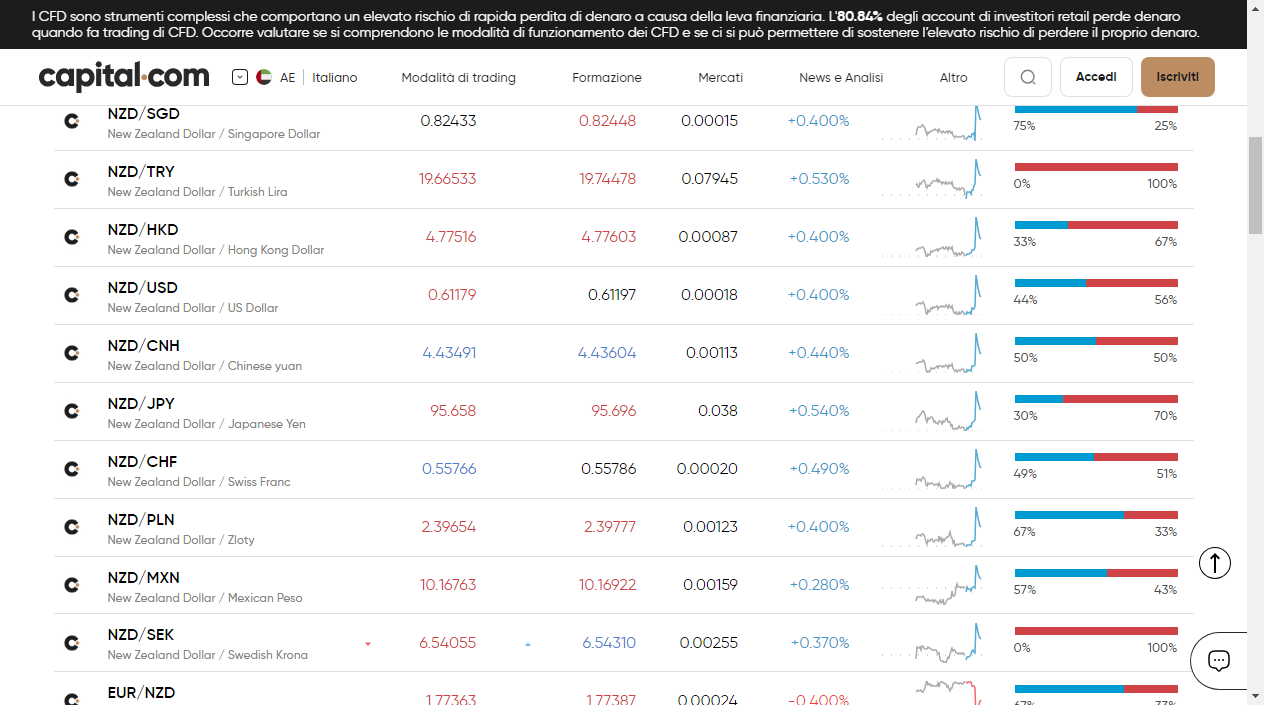 I CFD sono strumenti complessi che comportano un elevato rischio di rapida perdita di denaro a causa della leva finanziaria. L'80.84% degli account di investitori retail perde denaro
quando fa trading di CFD. Occorre valutare se si comprendono le modalità di funzionamento dei CFD e se ci si può permettere di sostenere l'elevato rischio di perdere il proprio denaro.
capital.com AE Italiano Modalità di trading Formazione Mercati News e Analisi Altro Accedi Iscriviti
NZD/SGD 0.82433 0.82448 0.00015 +0.400% 75% 25%
New Zealand Dollar / Singapore Dollar
NZD/TRY 19.66533 19.74478 0.07945 +0.530% 0% 100%
New Zealand Dollar / Turkish Lira
NZD/HKD 4.77516 4.77603 0.00087 +0.400% 33% 67%
New Zealand Dollar / Hong Kong Dollar
NZD/USD 0.61179 0.61197 0.00018 +0.400% 44% 56%
New Zealand Dollar / US Dollar
NZD/CNH 4.43491 4.43604 0.00113 +0.440% 50% 50%
New Zealand Dollar / Chinese yuan
NZD/JPY 95.658 95.696 0.038 +0.540% 30% 70%
New Zealand Dollar / Japanese Yen
NZD/CHF 0.55766 0.55786 0.00020 +0.490% 49% 51%
New Zealand Dollar / Swiss Franc
NZD/PLN 2.39654 2.39777 0.00123 +0.400% 67% 33%
New Zealand Dollar / Zloty
NZD/MXN 10.16763 10.16922 0.00159 +0.280% 57% 43%
New Zealand Dollar / Mexican Peso
NZD/SEK 6.54055 6.54310 0.00255 +0.370% 0% 100%
New Zealand Dollar / Swedish Krona
EUR/NZD 1.77363 1.77387 0.00024 -0.400%